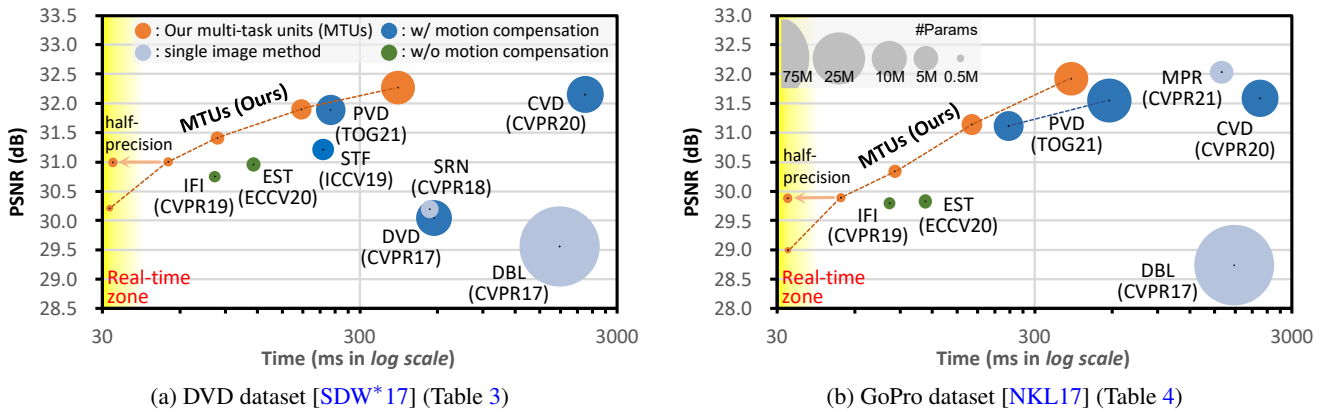 33.5
33.0
32.5
32.0
31.5
31.0
30.5
30.0
29.5
29.0
28.5
PSNR (dB)
: Our multi-task units (MTUs)
: w/ motion compensation
: single image method
: w/o motion compensation
MTUs (Ours)
half-
precision
PVD
(TOG21)
CVD
(CVPR20)
STF
(ICCV19)
IFI
(CVPR19)
EST
(ECCV20)
SRN
(CVPR18)
DVD
(CVPR17)
DBL
(CVPR17)
Real-time
zone
30
300
3000
Time (ms in log scale)
(a) DVD dataset [SDW*17] (Table 3)
33.5
33.0
32.5
32.0
31.5
31.0
30.5
30.0
29.5
29.0
28.5
PSNR (dB)
#Params
75M
25M
10M
5M
0.5M
MPR
(CVPR21)
MTUs (Ours)
PVD
(TOG21)
CVD
(CVPR20)
half-
precision
IFI
(CVPR19)
EST
(ECCV20)
DBL
(CVPR17)
Real-time
zone
30
300
3000
Time (ms in log scale)
(b) GoPro dataset [NKL17] (Table 4)